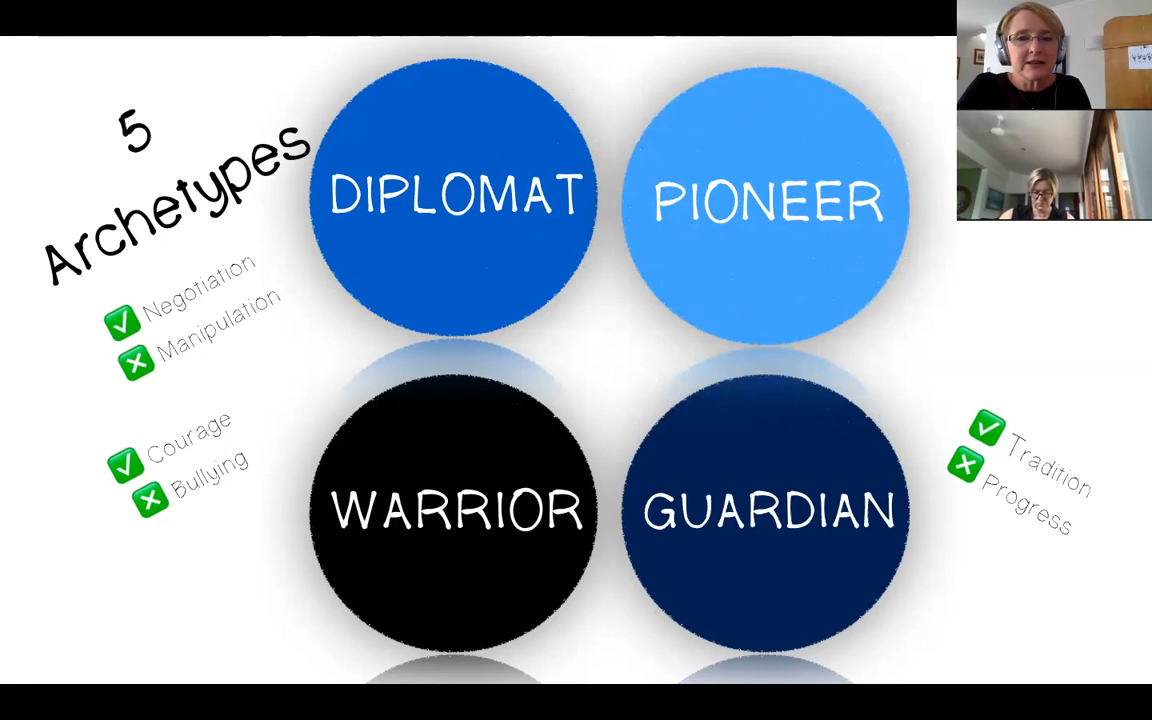 5
Archetypes
DIPLOMAT
PIONEER
Negotiation
Manipulation
Courage
Bullying
WARRIOR
GUARDIAN
Tradition
Progress